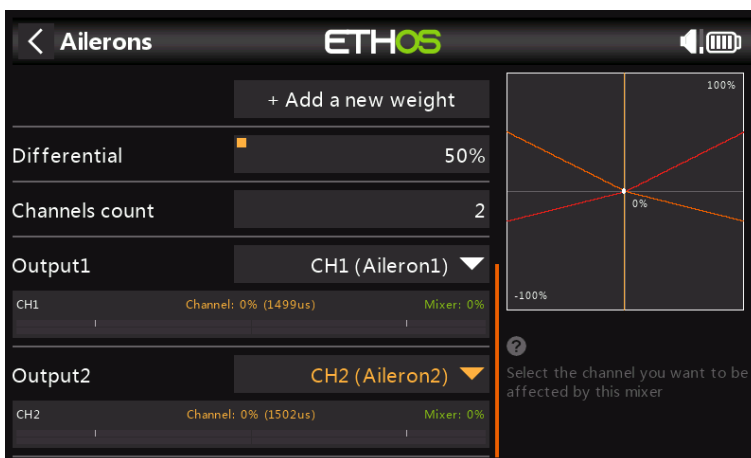 Ailerons
ETHOS
+ Add a new weight
Differential
50%
Channels count
2
Output1
CH1 (Aileron1)
CH1
Channel: 0% (1499us)
Mixer: 0%
Output2
CH2 (Aileron2)
CH2
Channel: 0% (1502us)
Mixer: 0%
100%
0%
-100%
?
Select the channel you want to be
affected by this mixer